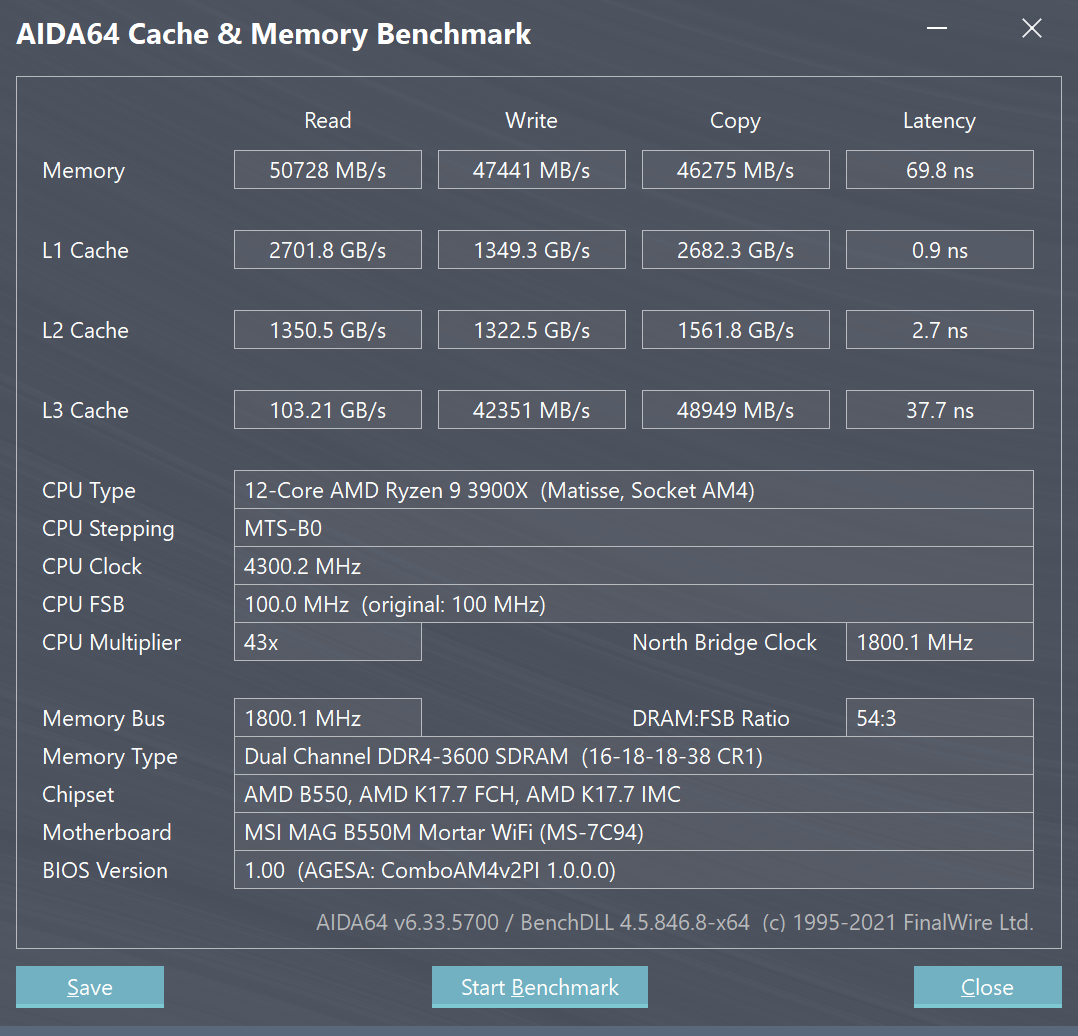 AIDA64 Cache & Memory Benchmark
Read Write Copy Latency
Memory 50728 MB/s 47441 MB/s 46275 MB/s 69.8 ns
L1 Cache 2701.8 GB/s 1349.3 GB/s 2682.3 GB/s 0.9 ns
L2 Cache 1350.5 GB/s 1322.5 GB/s 1561.8 GB/s 2.7 ns
L3 Cache 103.21 GB/s 42351 MB/s 48949 MB/s 37.7 ns
CPU Type 12-Core AMD Ryzen 9 3900X (Matisse, Socket AM4)
CPU Stepping MTS-B0
CPU Clock 4300.2 MHz
CPU FSB 100.0 MHz (original: 100 MHz)
CPU Multiplier 43x North Bridge Clock 1800.1 MHz
Memory Bus 1800.1 MHz DRAM:FSB Ratio 54:3
Memory Type Dual Channel DDR4-3600 SDRAM (16-18-18-38 CR1)
Chipset AMD B550, AMD K17.7 FCH, AMD K17.7 IMC
Motherboard MSI MAG B550M Mortar WiFi (MS-7C94)
BIOS Version 1.00 (AGESA: ComboAM4v2PI 1.0.0.0)
AIDA64 v6.33.5700 / BenchDLL 4.5.846.8-x64 (c) 1995-2021 FinalWire Ltd.
Save Start Benchmark Close